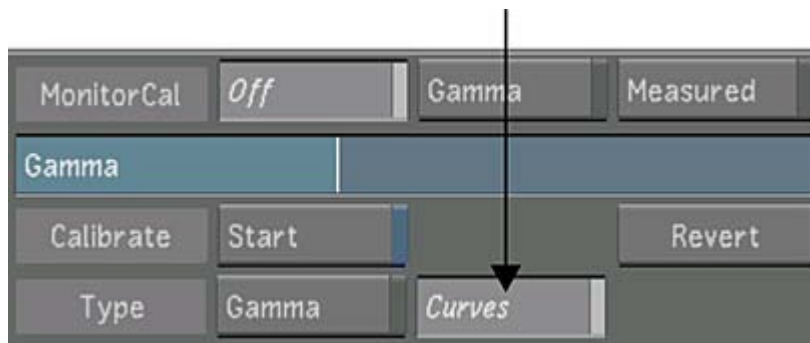 MonitorCal Off Gamma Measured
Gamma
Calibrate Start Revert
Type Gamma Curves